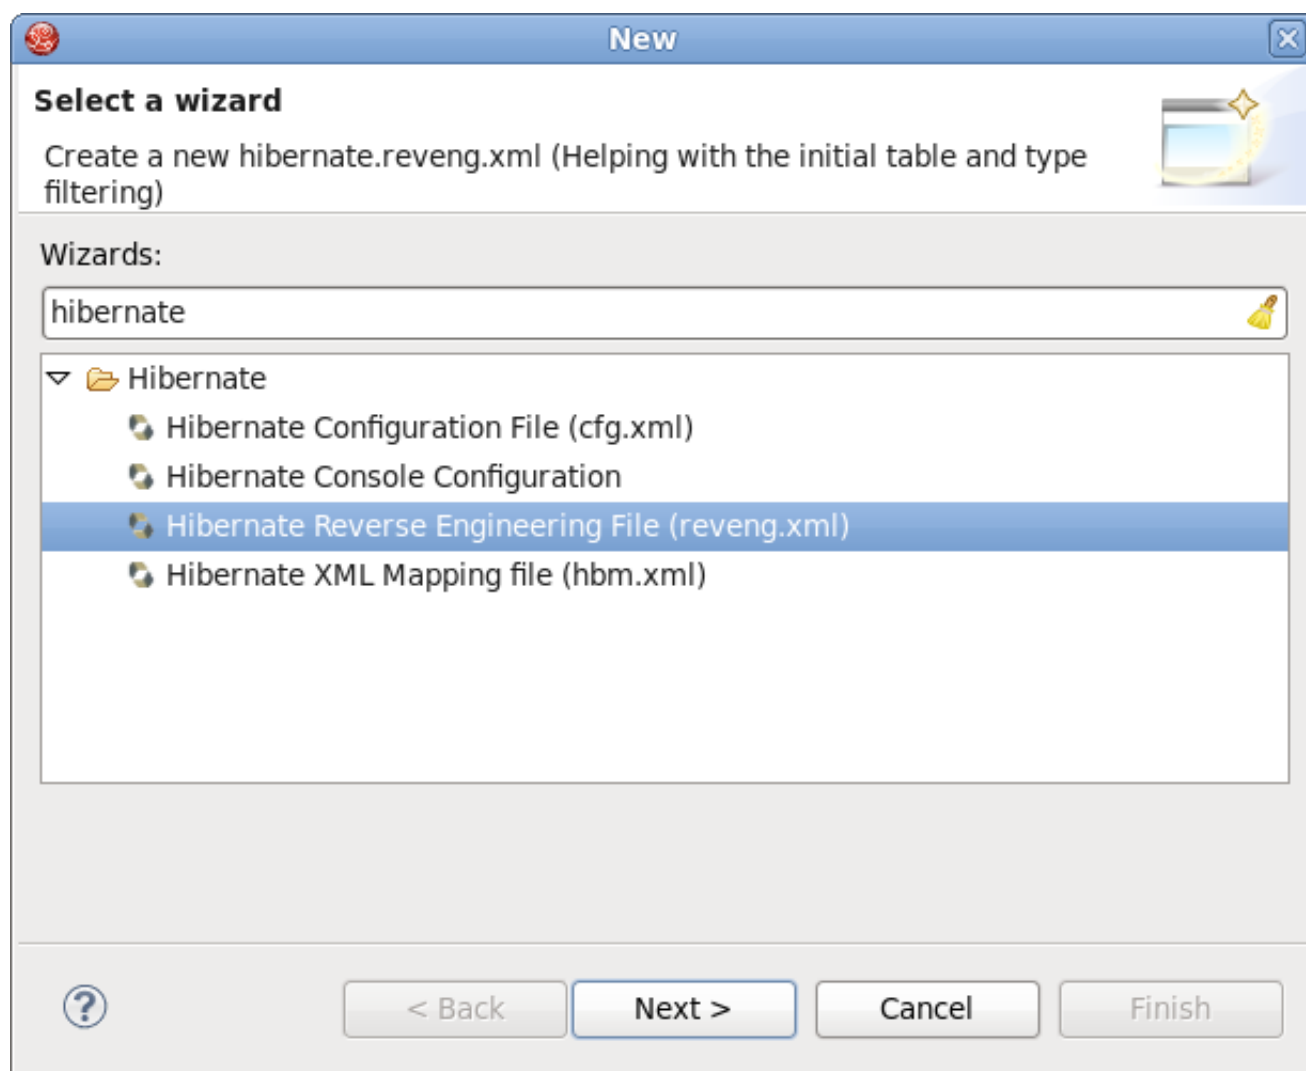 New
Select a wizard
Create a new hibernate.reveng.xml (Helping with the initial table and type
filtering)
Wizards:
hibernate
Hibernate
Hibernate Configuration File (cfg.xml)
Hibernate Console Configuration
Hibernate Reverse Engineering File (reveng.xml)
Hibernate XML Mapping file (hbm.xml)
?
< Back
Next >
Cancel
Finish